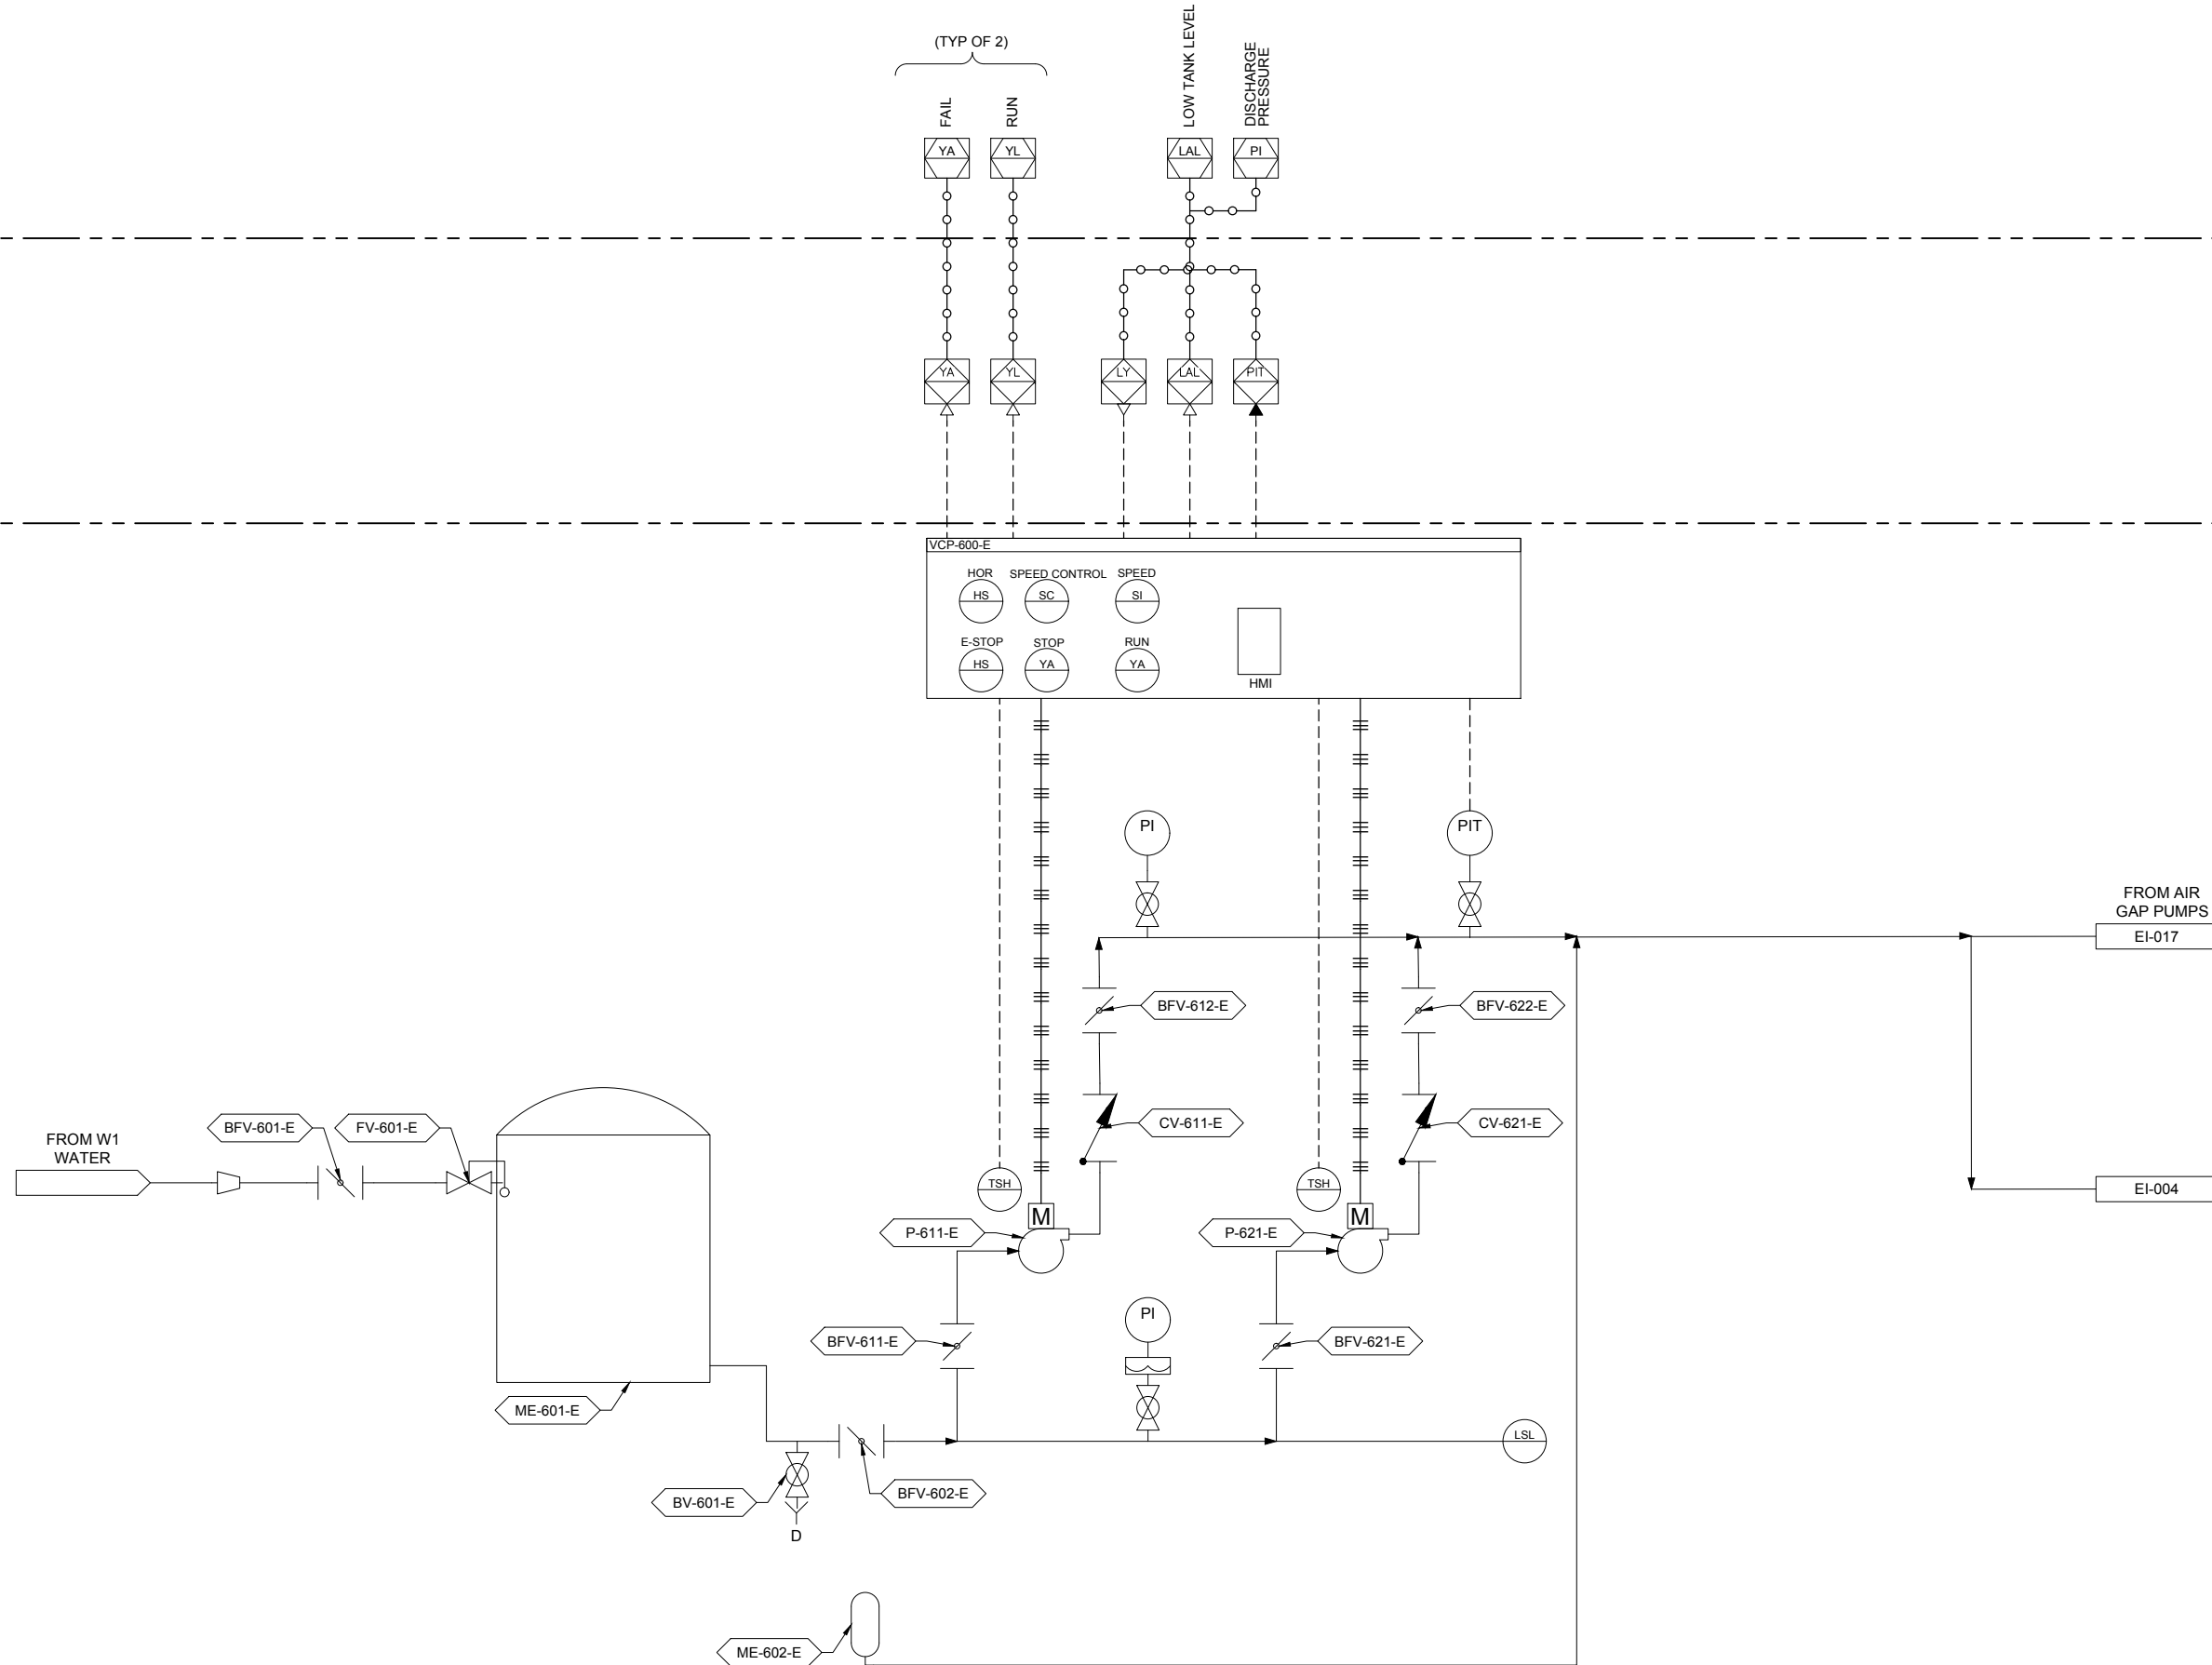 (TYP OF 2)
FAIL
RUN
LOW TANK LEVEL
DISCHARGE
PRESSURE
YA
YL
LAL
PI
YA
YL
LY
LAL
PIT
VCP-600-E
HOR
SPEED CONTROL
SPEED
HS
SC
SI
E-STOP
STOP
RUN
HS
YA
YA
HMI
PI
PIT
FROM AIR
GAP PUMPS
EI-017
BFV-612-E
BFV-622-E
FROM W1
WATER
BFV-601-E
FV-601-E
CV-611-E
CV-621-E
TSH
TSH
EI-004
M
M
P-611-E
P-621-E
PI
BFV-611-E
BFV-621-E
ME-601-E
LSL
BV-601-E
BFV-602-E
D
ME-602-E